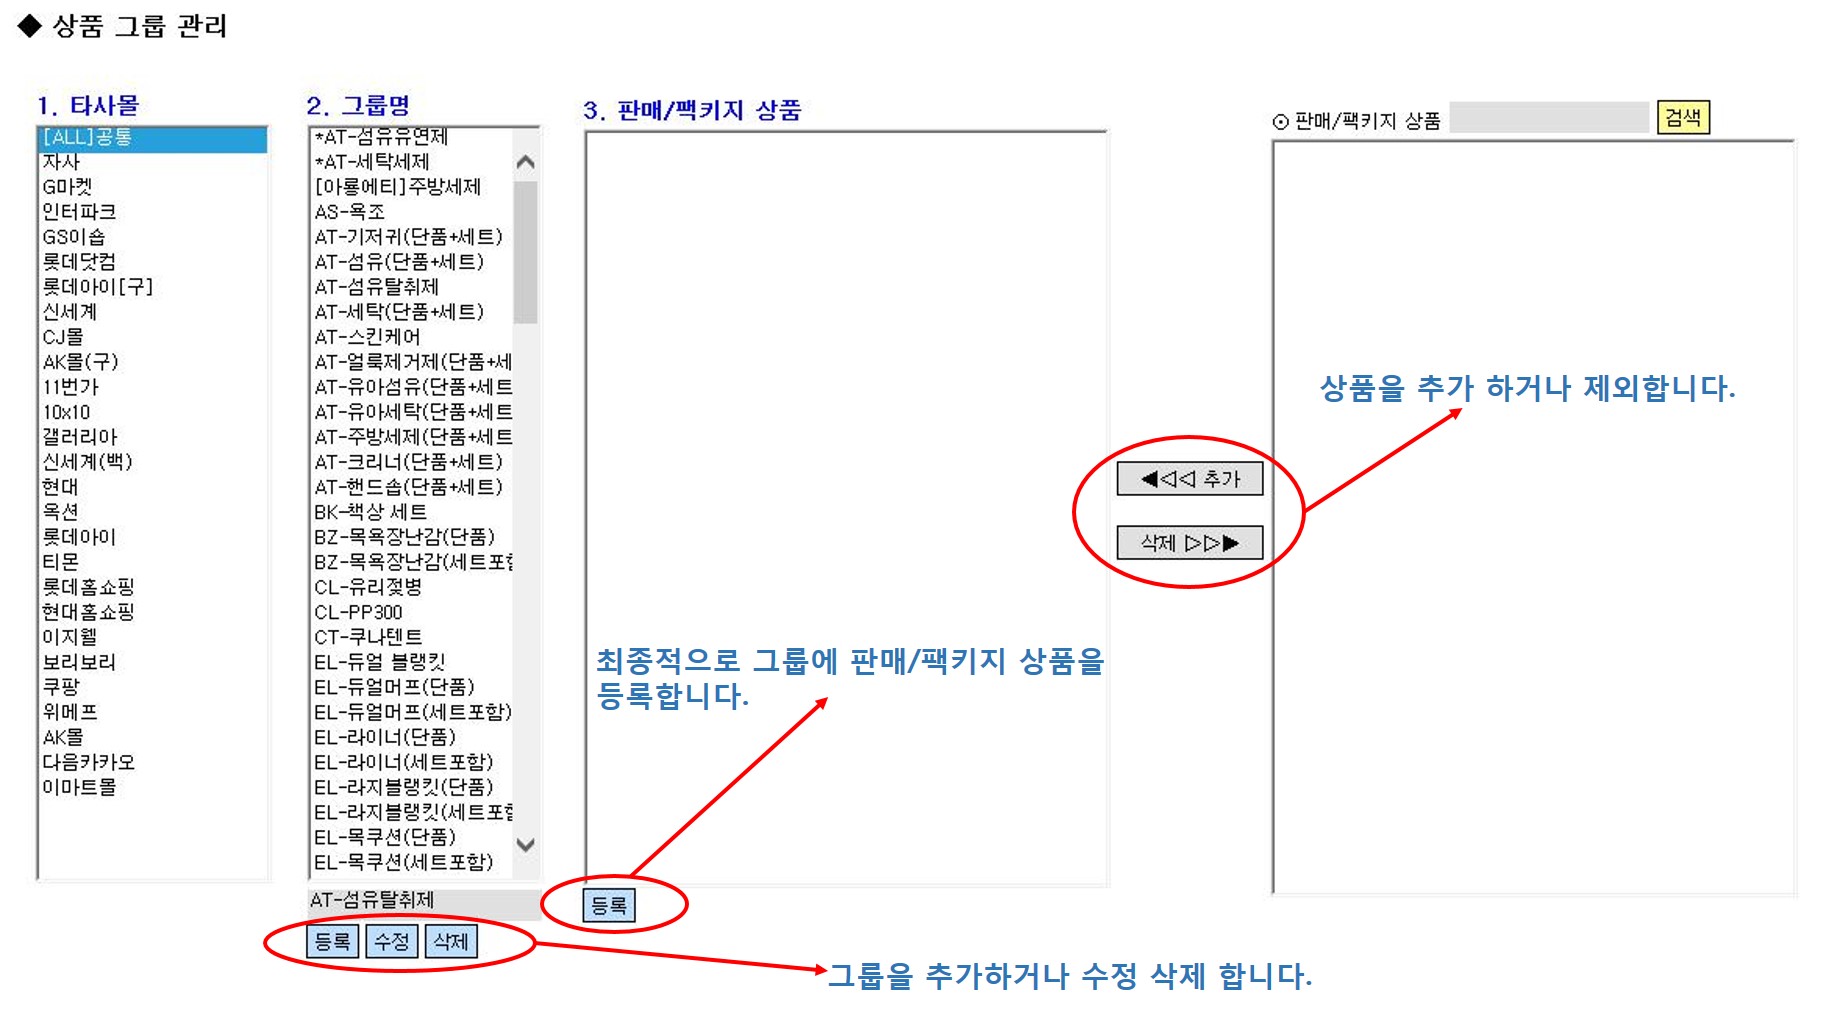 ◆ 상품 그룹 관리
1. 타사몰
[ALL]공통
자사
G마켓
인터파크
GS이숍
롯데닷컴
롯데아이[구]
신세계
CJ몰
AK몰(구)
11번가
10x10
갤러리아
신세계(백)
현대
옥션
롯데아이
티몬
롯데홈쇼핑
현대홈쇼핑
이지웰
보리보리
쿠팡
위메프
AK몰
다음카카오
이마트몰
2. 그룹명
*AT-섬유유연제
*AT-세탁세제
[아룡에티]주방세제
AS-욕조
AT-기저귀(단품+세트)
AT-섬유(단품+세트)
AT-섬유탈취제
AT-세탁(단품+세트)
AT-스킨케어
AT-얼룩제거제(단품+세
AT-유아섬유(단품+세트
AT-유아세탁(단품+세트
AT-주방세제(단품+세트
AT-크리너(단품+세트)
AT-핸드솝(단품+세트)
BK-책상 세트
BZ-목욕장난감(단품)
BZ-목욕장난감(세트포함
CL-유리젖병
CL-PP300
CT-쿠나텐트
EL-듀얼 블랭킷
EL-듀얼머프(단품)
EL-듀얼머프(세트포함)
EL-라이너(단품)
EL-라이너(세트포함)
EL-라지블랭킷(단품)
EL-라지블랭킷(세트포함
EL-목쿠션(단품)
EL-목쿠션(세트포함)
AT-섬유탈취제
등록 수정 삭제
3. 판매/팩키지 상품
최종적으로 그룹에 판매/팩키지 상품을
등록합니다.
등록
◀◁◁ 추가
삭제 ▷▷▶
⊙ 판매/팩키지 상품 검색
상품을 추가 하거나 제외합니다.
그룹을 추가하거나 수정 삭제 합니다.